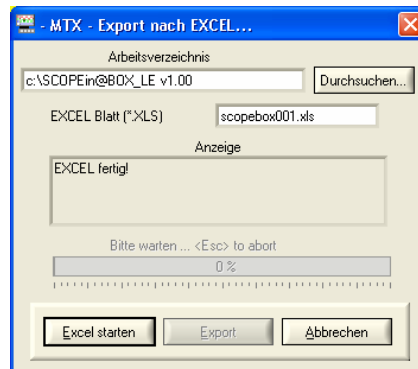 - MTX - Export nach EXCEL...
Arbeitsverzeichnis
c:\SCOPEin@BOX_LE v1.00
Durchsuchen...
EXCEL Blatt (*.XLS)
scopebox001.xls
Anzeige
EXCEL fertig!
Bitte warten ... <Esc> to abort
0 %
Excel starten
Export
Abbrechen